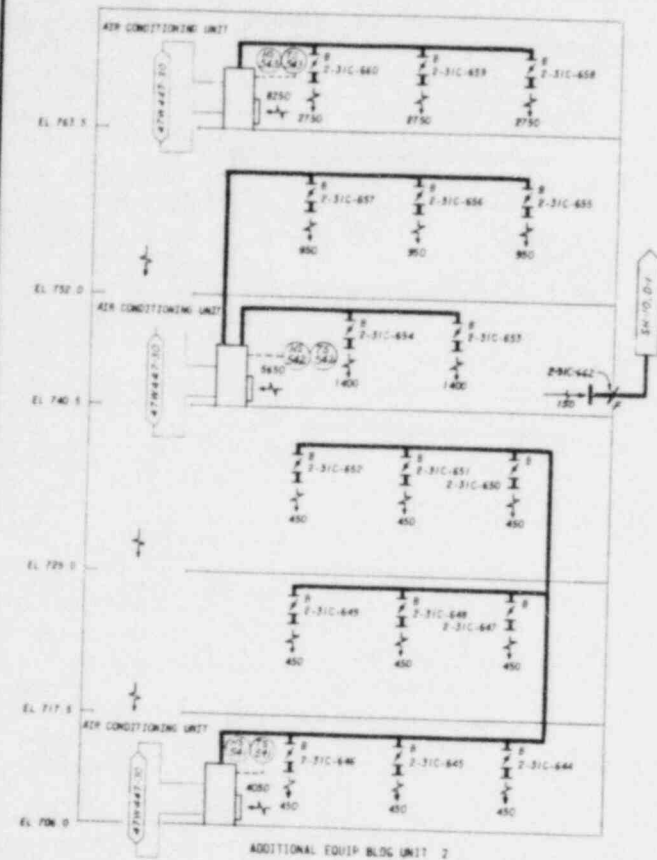 AIR CONDITIONING UNIT
B B B
2-31C-660 2-31C-659 2-31C-658
8250
2750 2750 2750
EL 763.5
47W447-30
B B B
2-31C-657 2-31C-656 2-31C-655
950 950 950
EL 752.0
AIR CONDITIONING UNIT
B B
2-31C-654 2-31C-653
5650
1400 1400
2-31C-662
150
47W447-30
EL 740.5
B B B
2-31C-652 2-31C-651
2-31C-650
450 450 450
EL 729.0
B B B
2-31C-649 2-31C-648
2-31C-647
450 450 450
EL 717.5
AIR CONDITIONING UNIT
B B B
2-31C-646 2-31C-645 2-31C-644
4050
450 450 450
47W447-30
EL 706.0
ADDITIONAL EQUIP BLDG UNIT 2